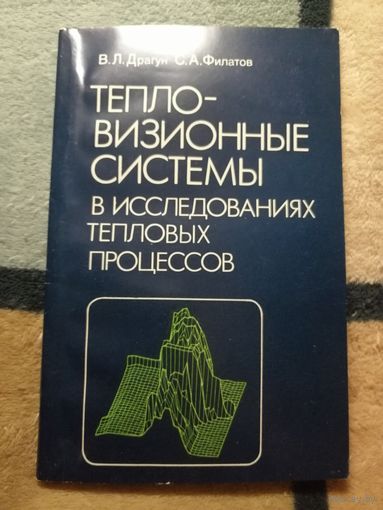 В.Л.Драгун С.А.Филатов
ТЕПЛО-
ВИЗИОННЫЕ
СИСТЕМЫ
В ИССЛЕДОВАНИЯХ
ТЕПЛОВЫХ
ПРОЦЕССОВ